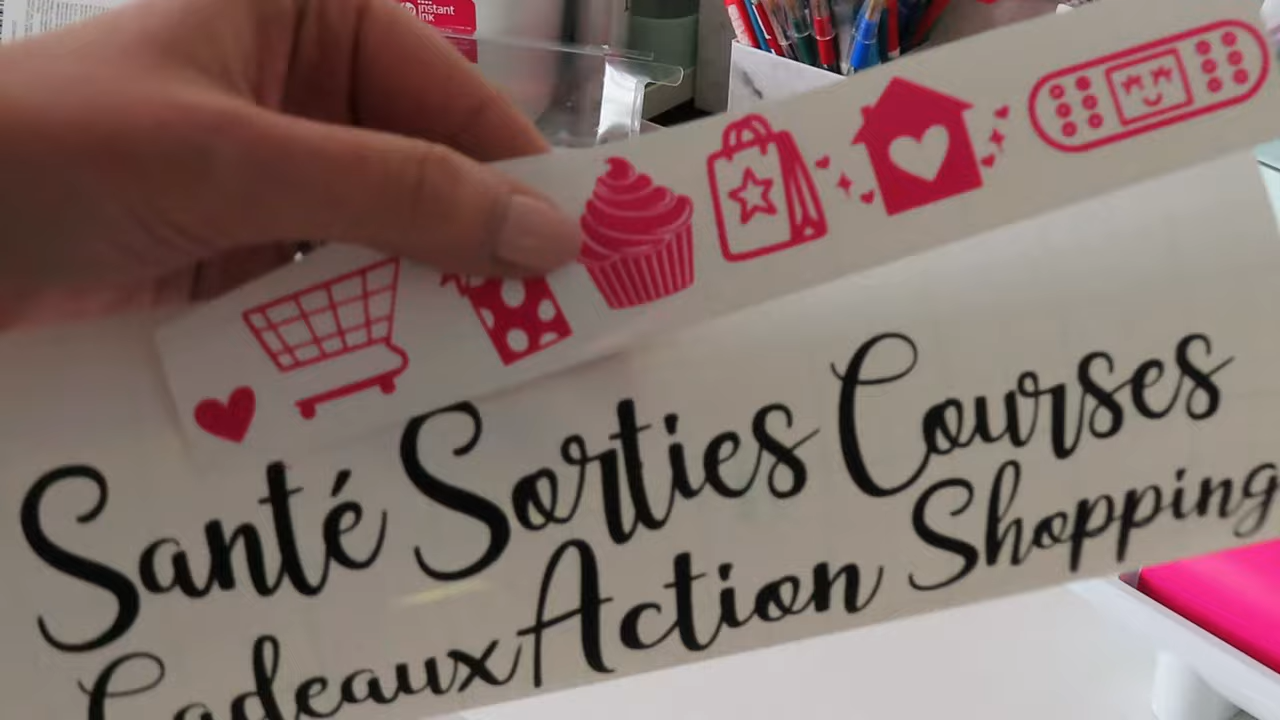 instant
ink
Santé Sorties Courses
Cadeaux Action Shopping